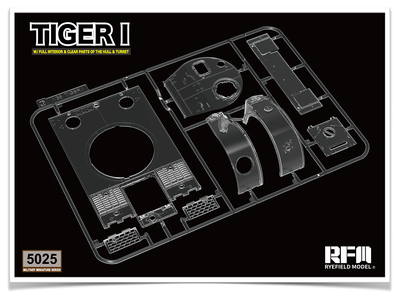 TIGER I
W/ FULL INTERIOR & CLEAR PARTS OF THE HULL & TURRET
5025
MILITARY MINIATURE SERIES
RFM
RYEFIELD MODEL®